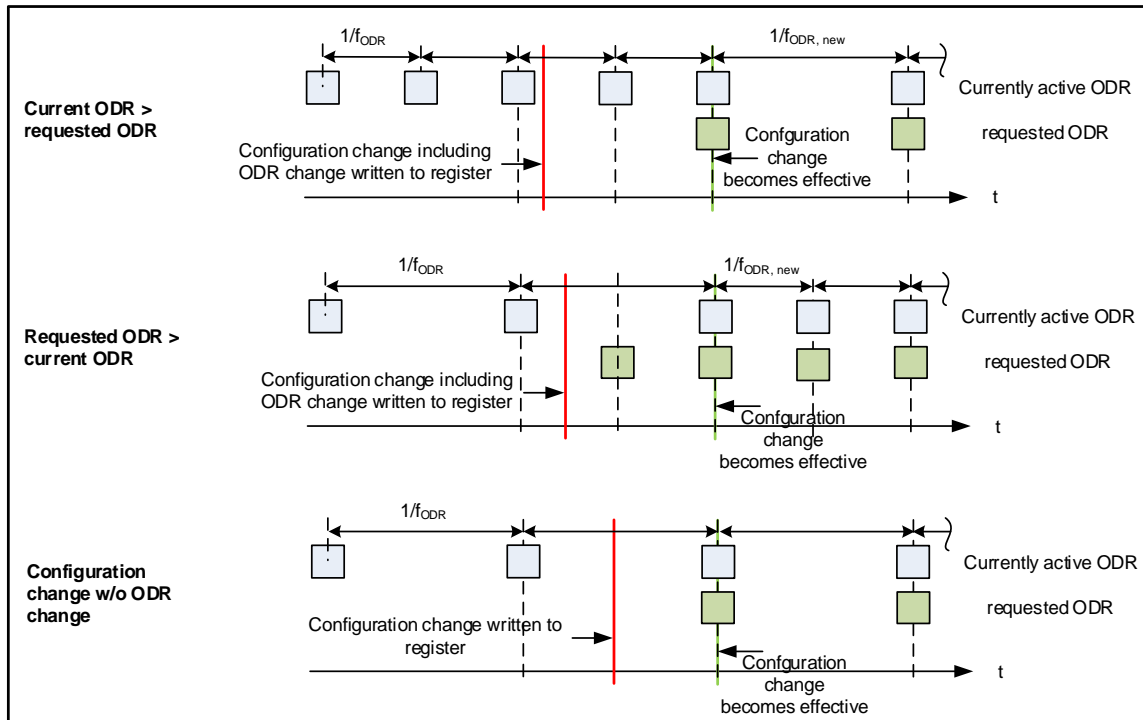 1/fODR
1/fODR, new
Current ODR >
requested ODR
Currently active ODR
requested ODR
Configuration change including
ODR change written to register
Confguration
change
becomes effective
t
1/fODR
1/fODR, new
Requested ODR >
current ODR
Currently active ODR
requested ODR
Configuration change including
ODR change written to register
Confguration
change
becomes effective
t
1/fODR
Configuration
change w/o ODR
change
Currently active ODR
requested ODR
Configuration change written to
register
Confguration
change
becomes effective
t